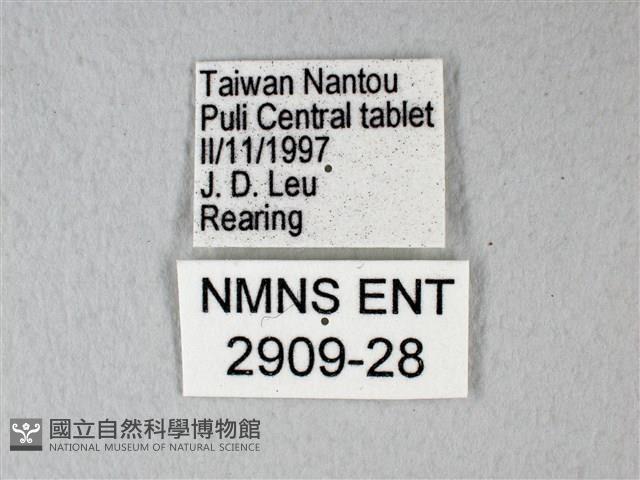 Taiwan Nantou
Puli Central tablet
II/11/1997
J. D. Leu
Rearing
NMNS ENT
2909-28
國立自然科學博物館
NATIONAL MUSEUM OF NATURAL SCIENCE